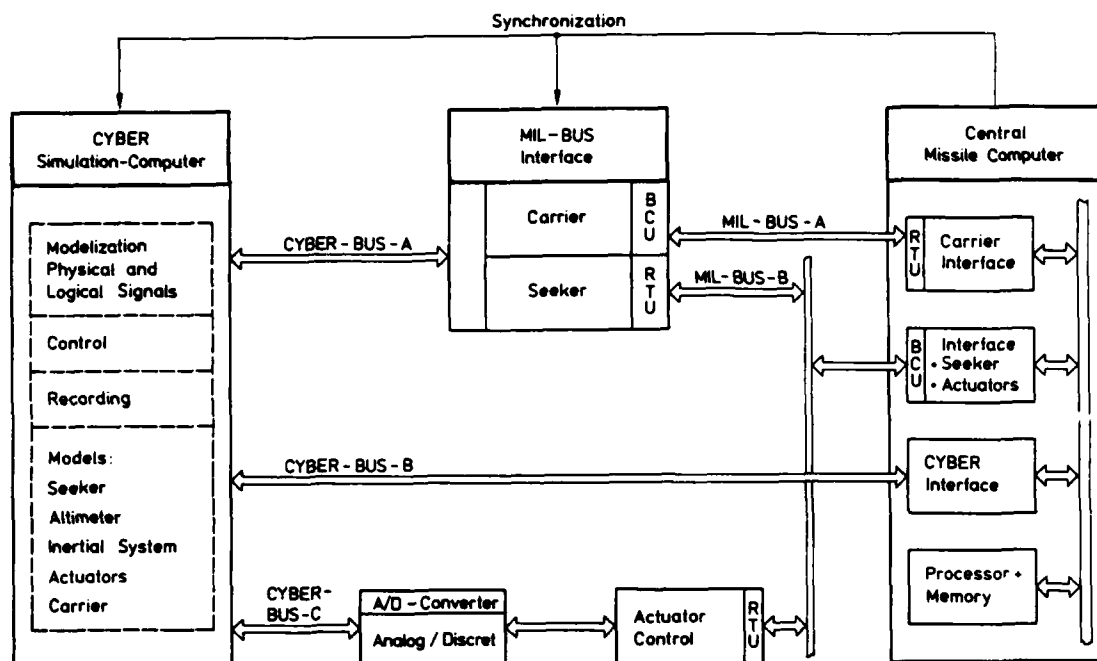 Synchronization
CYBER
Simulation-Computer
Modelization
Physical and
Logical Signals
Control
Recording
Models:
Seeker
Altimeter
Inertial System
Actuators
Carrier
CYBER-BUS-A
MIL-BUS
Interface
Carrier
BCU
Seeker
RTU
MIL-BUS-A
MIL-BUS-B
Central
Missile Computer
RTU
Carrier
Interface
BCU
Interface
• Seeker
• Actuators
CYBER-BUS-B
CYBER
Interface
Processor +
Memory
CYBER-
BUS-C
A/D-Converter
Analog / Discret
Actuator
Control
RTU